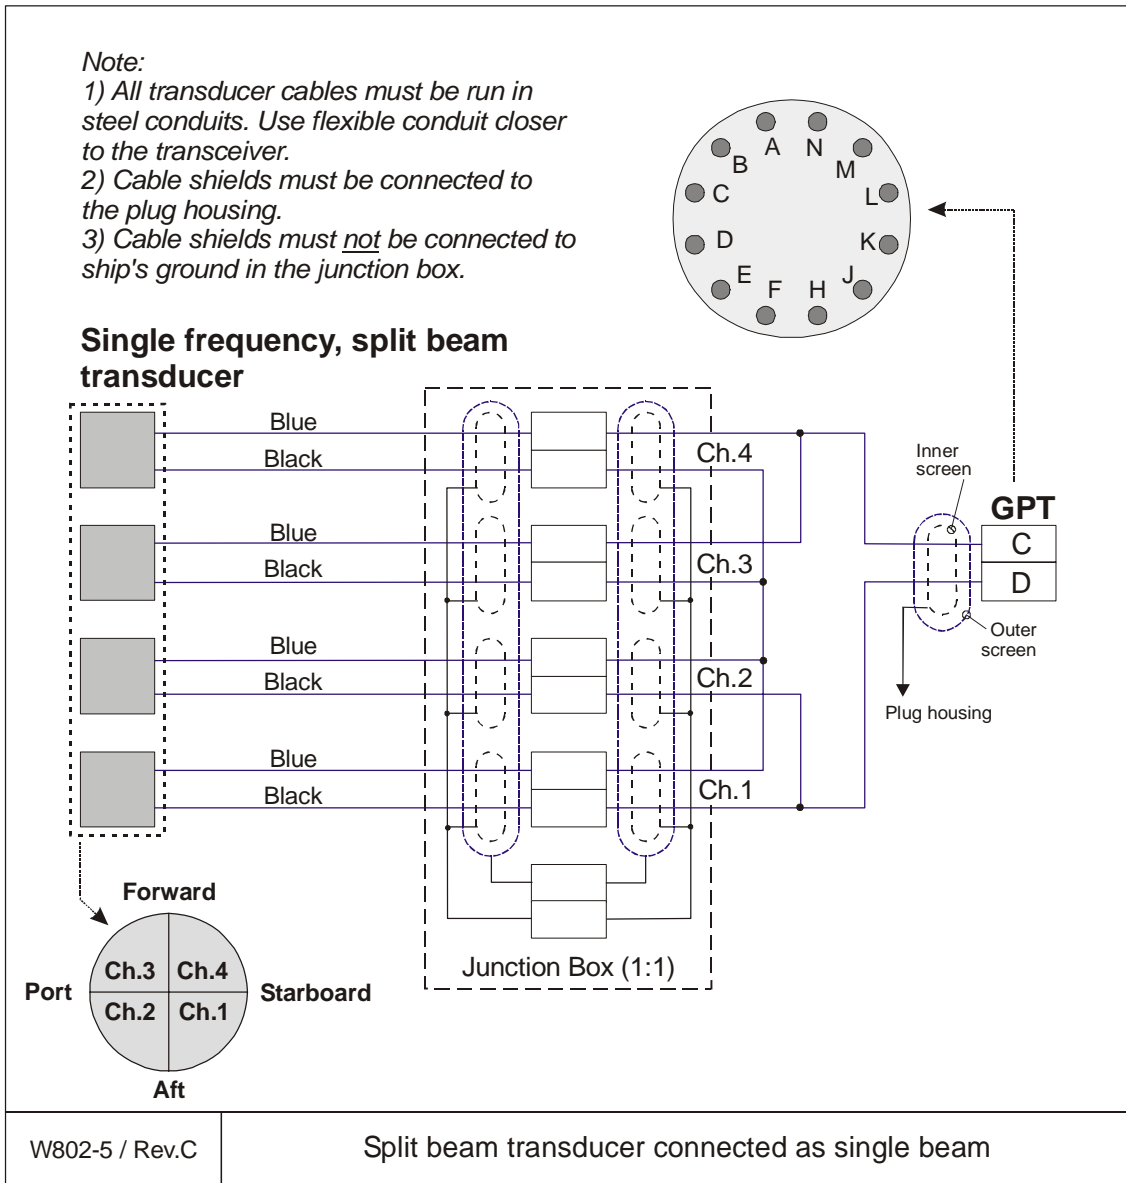 Note:
1) All transducer cables must be run in
steel conduits. Use flexible conduit closer
to the transceiver.
2) Cable shields must be connected to
the plug housing.
3) Cable shields must not be connected to
ship's ground in the junction box.
A
N
B
M
C
L
D
K
E
J
F
H
Single frequency, split beam
transducer
Blue
Black
Ch.4
Blue
Black
Ch.3
Blue
Black
Ch.2
Blue
Black
Ch.1
Inner
screen
GPT
C
D
Outer
screen
Plug housing
Junction Box (1:1)
Forward
Ch.3 Ch.4
Port
Starboard
Ch.2 Ch.1
Aft
W802-5 / Rev.C
Split beam transducer connected as single beam